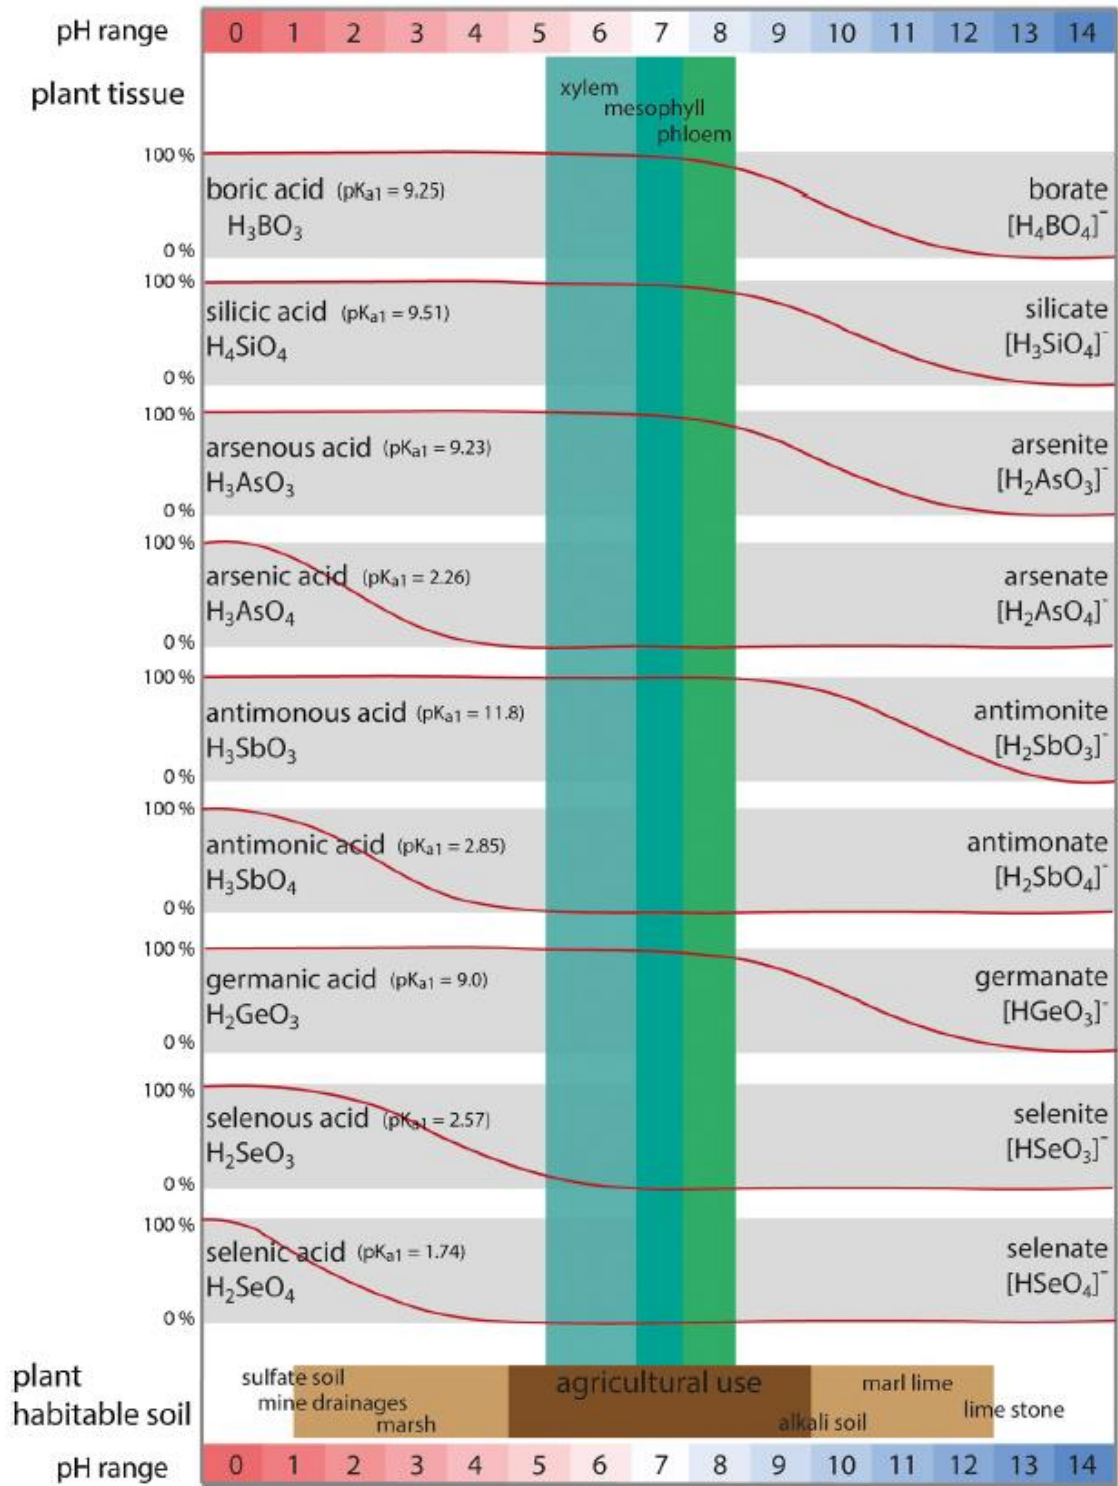 pH range 0 1 2 3 4 5 6 7 8 9 10 11 12 13 14
plant tissue
xylem
mesophyll
phloem
100 %
boric acid (pKa1 = 9.25) borate
H3BO3 [H4BO4]-
0 %
100 %
silicic acid (pKa1 = 9.51) silicate
H4SiO4 [H3SiO4]-
0 %
100 %
arsenous acid (pKa1 = 9.23) arsenite
H3AsO3 [H2AsO3]-
0 %
100 %
arsenic acid (pKa1 = 2.26) arsenate
H3AsO4 [H2AsO4]-
0 %
100 %
antimonous acid (pKa1 = 11.8) antimonite
H3SbO3 [H2SbO3]-
0 %
100 %
antimonic acid (pKa1 = 2.85) antimonate
H3SbO4 [H2SbO4]-
0 %
100 %
germanic acid (pKa1 = 9.0) germanate
H2GeO3 [HGeO3]-
0 %
100 %
selenous acid (pKa1 = 2.57) selenite
H2SeO3 [HSeO3]-
0 %
100 %
selenic acid (pKa1 = 1.74) selenate
H2SeO4 [HSeO4]-
0 %
plant
habitable soil
sulfate soil
mine drainages
marsh
agricultural use
alkali soil
marl lime
lime stone
pH range 0 1 2 3 4 5 6 7 8 9 10 11 12 13 14